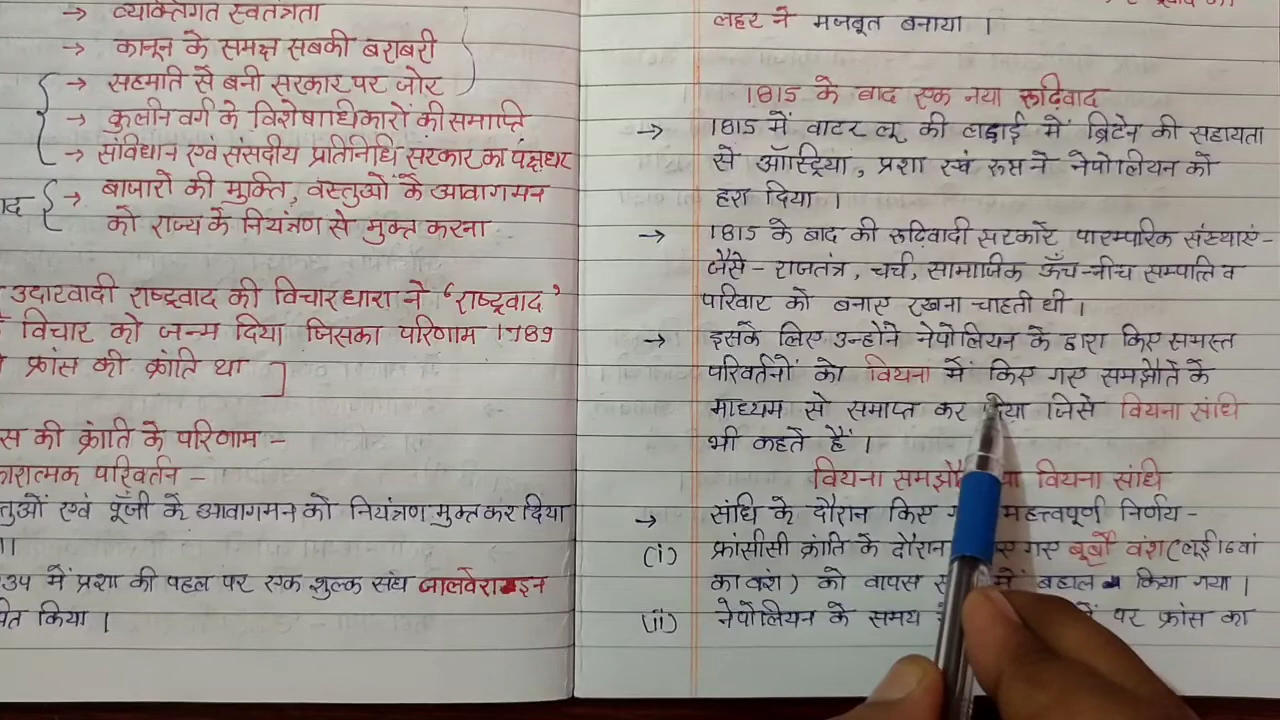 → व्यक्तिगत स्वतंत्रता
→ कानून के समक्ष सबकी बराबरी
→ सहमति से बनी सरकार पर जोर
→ कुलीन वर्ग के विशेषाधिकारों की समाप्ति
→ संविधान एवं संसदीय प्रतिनिधि सरकार का पक्षधर
→ बाजारों की मुक्ति, वस्तुओं के आवागमन
को राज्य के नियंत्रण से मुक्त करना
उदारवादी राष्ट्रवाद की विचारधारा ने 'राष्ट्रवाद'
विचार को जन्म दिया जिसका परिणाम 1789
फ्रांस की क्रांति था ]
की क्रांति के परिणाम -
परिवर्तन -
एवं पूँजी के आवागमन को नियंत्रण मुक्त कर दिया
में प्रशा की पहल पर एक शुल्क संघ जालवेराइन
किया ।
लहर ने मजबूत बनाया ।
1815 के बाद एक नया रूढ़िवाद
→ 1815 में वाटर लू की लड़ाई में ब्रिटेन की सहायता
से ऑस्ट्रिया, प्रशा एवं रूस ने नेपोलियन को
हरा दिया ।
→ 1815 के बाद की रूढ़िवादी सरकारें पारम्परिक संस्थाएं-
जैसे - राजतंत्र, चर्च, सामाजिक ऊँच-नीच सम्पत्ति व
परिवार को बनाए रखना चाहती थी ।
→ इसके लिए उन्होंने नेपोलियन के द्वारा किए समस्त
परिवर्तनों को वियना में किए गए समझौते के
माध्यम से समाप्त कर दिया जिसे वियना संधि
भी कहते हैं ।
वियना वियना संधि
→ संधि के दौरान किए महत्त्वपूर्ण निर्णय -
(i) फ्रांसीसी क्रांति के दौरान गए बूर्बों वंश (लुई 16वां
का वंश) को वापस में बहाल किया गया ।
(ii) नेपोलियन के समय पर फ्रांस का